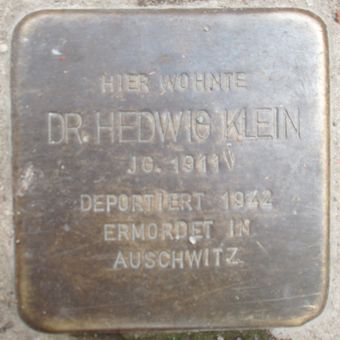 HIER WOHNTE
DR. HEDWIG KLEIN
JG. 1911
DEPORTIERT 1942
ERMORDET IN
AUSCHWITZ